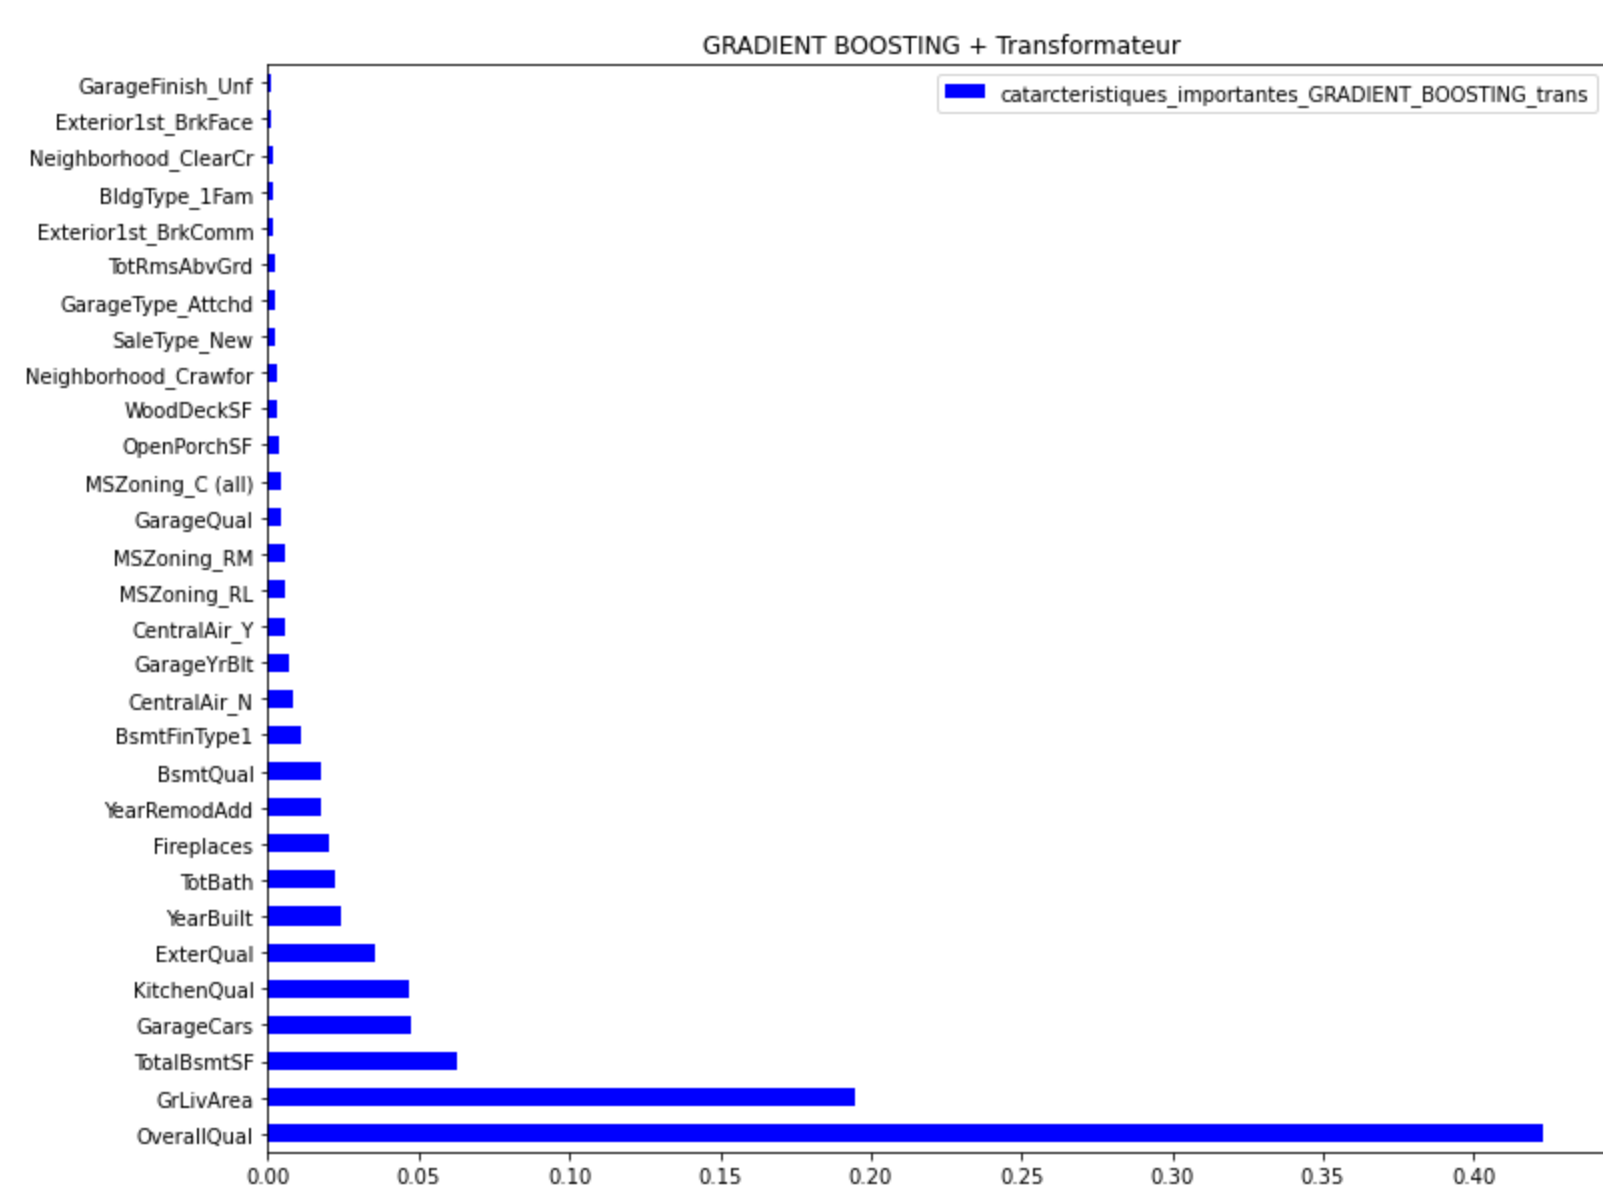 GRADIENT BOOSTING + Transformateur
catarcteristiques_importantes_GRADIENT_BOOSTING_trans
GarageFinish_Unf
Exterior1st_BrkFace
Neighborhood_ClearCr
BldgType_1Fam
Exterior1st_BrkComm
TotRmsAbvGrd
GarageType_Attchd
SaleType_New
Neighborhood_Crawfor
WoodDeckSF
OpenPorchSF
MSZoning_C (all)
GarageQual
MSZoning_RM
MSZoning_RL
CentralAir_Y
GarageYrBlt
CentralAir_N
BsmtFinType1
BsmtQual
YearRemodAdd
Fireplaces
TotBath
YearBuilt
ExterQual
KitchenQual
GarageCars
TotalBsmtSF
GrLivArea
OverallQual
0.00 0.05 0.10 0.15 0.20 0.25 0.30 0.35 0.40